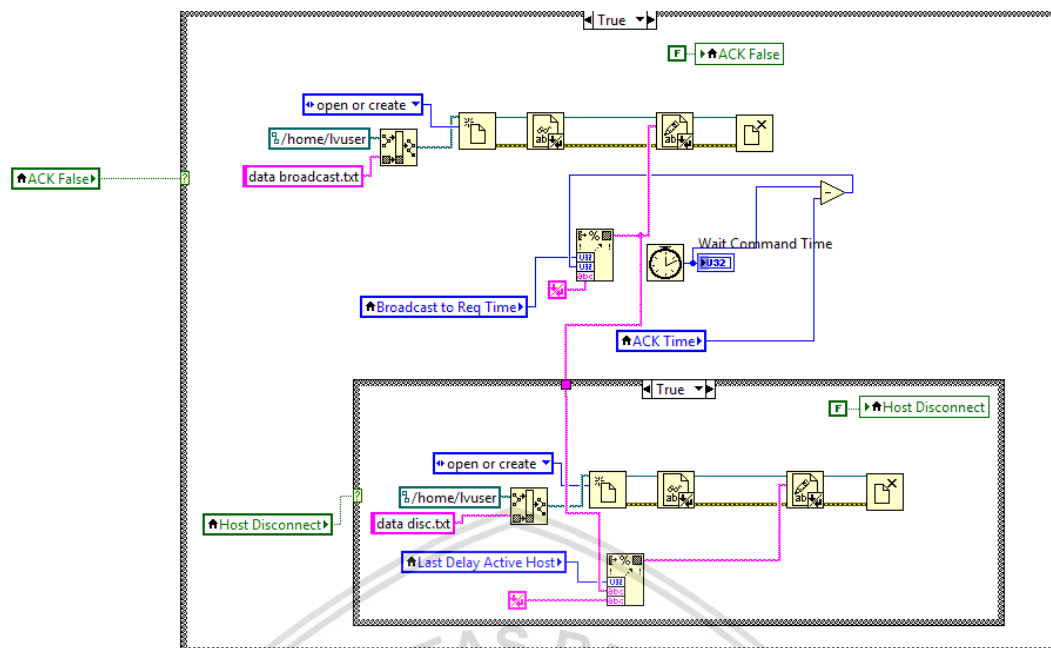 True
F
ACK False
open or create
/home/lvuser
data broadcast.txt
ACK False
Wait Command Time
U32
U32
U32
abc
Broadcast to Req Time
ACK Time
True
F
Host Disconnect
open or create
/home/lvuser
data disc.txt
Host Disconnect
Last Delay Active Host
U32
abc
abc